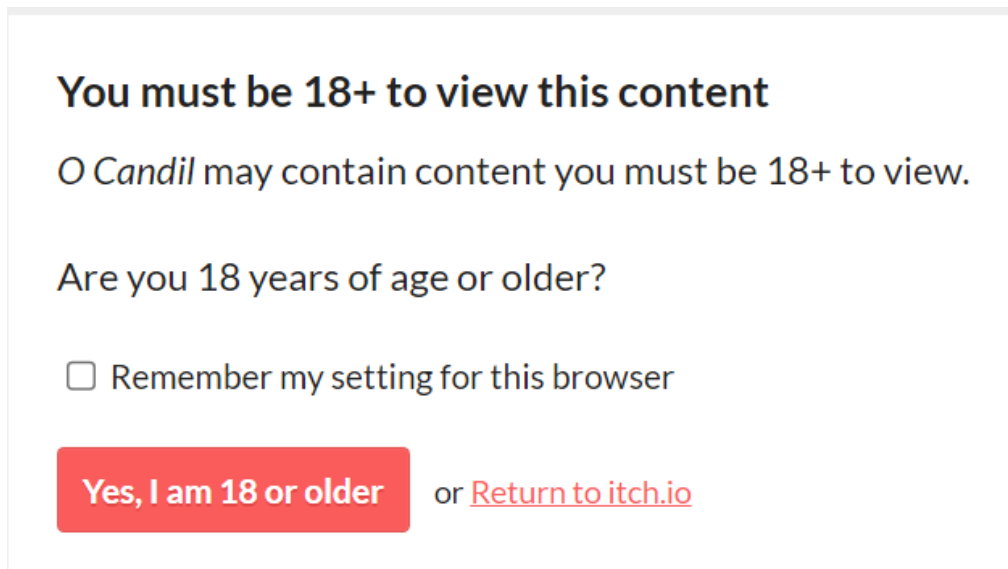 You must be 18+ to view this content
O Candil may contain content you must be 18+ to view.
Are you 18 years of age or older?
Remember my setting for this browser
Yes, I am 18 or older or Return to itch.io